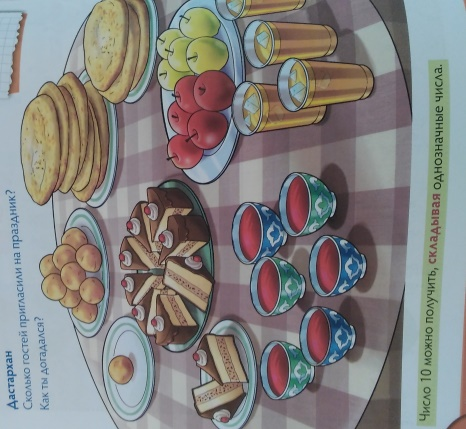 Дастархан
Сколько гостей пригласили на праздник?
Как ты догадался?
Число 10 можно получить, складывая однозначные числа.